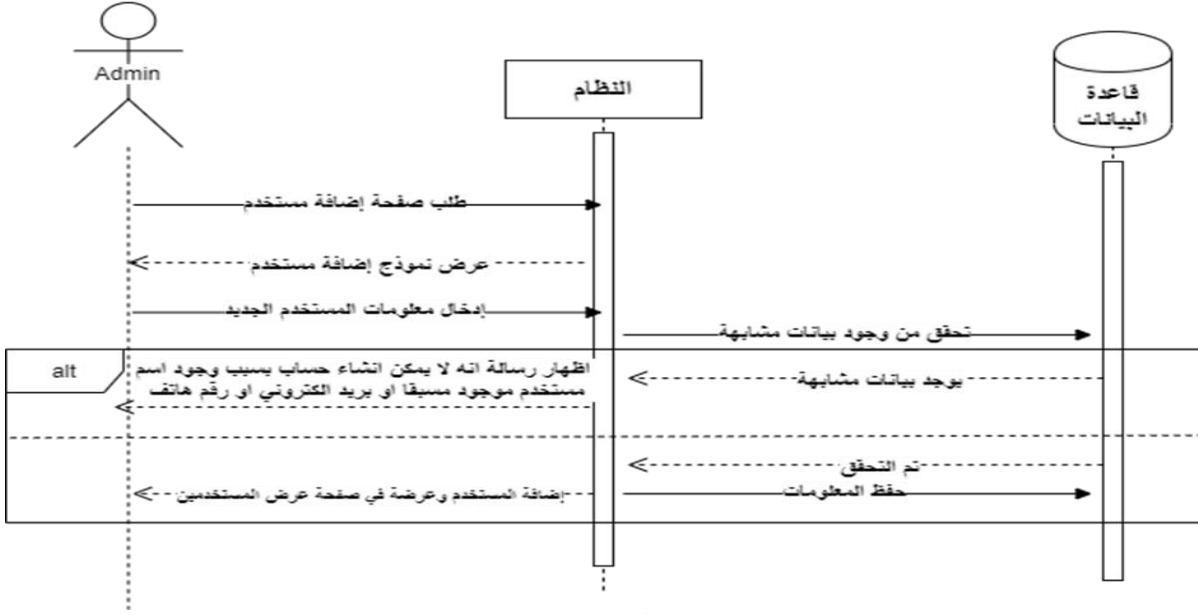 Admin
النظام
قاعدة
البيانات
طلب صفحة إضافة مستخدم
عرض نموذج إضافة مستخدم
إدخال معلومات المستخدم الجديد
تحقق من وجود بيانات مشابهة
alt
اظهار رسالة انه لا يمكن انشاء حساب بسبب وجود اسم
مستخدم موجود مسبقا او بريد الكتروني او رقم هاتف
يوجد بيانات مشابهة
تم التحقق
حفظ المعلومات
إضافة المستخدم وعرضة في صفحة عرض المستخدمين